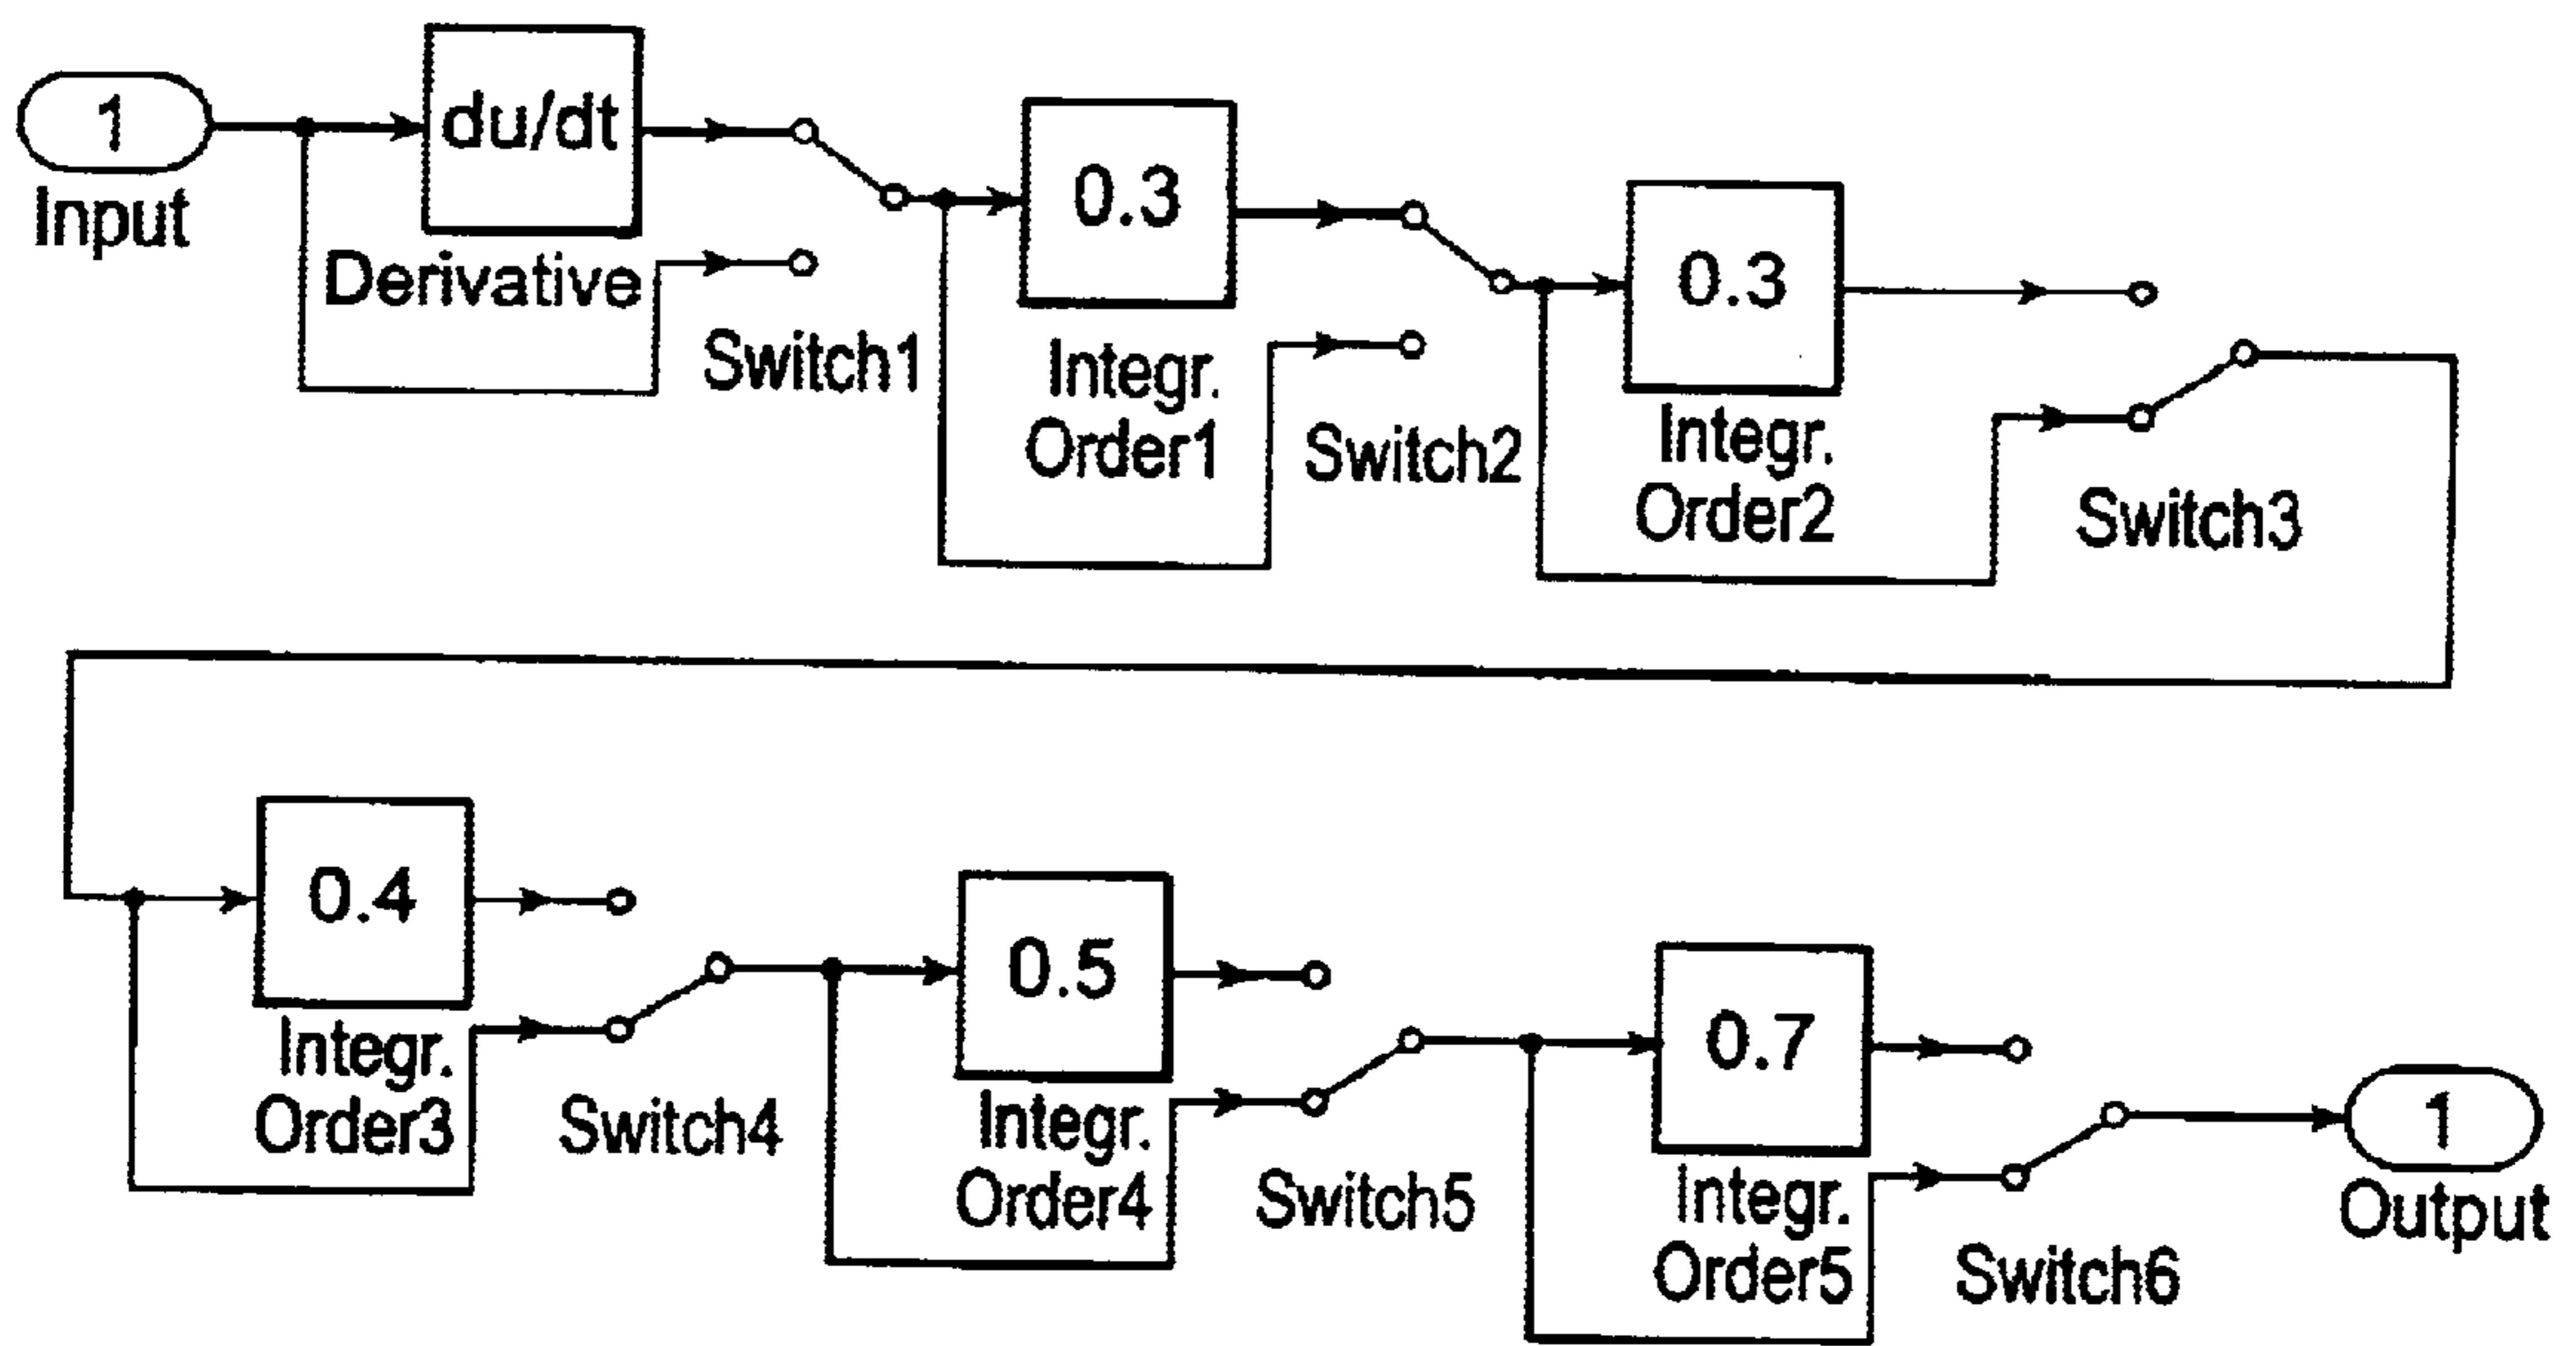 1
Input
du/dt
Derivative
Switch1
0.3
Integr.
Order1
Switch2
0.3
Integr.
Order2
Switch3
0.4
Integr.
Order3
Switch4
0.5
Integr.
Order4
Switch5
0.7
Integr.
Order5
Switch6
1
Output